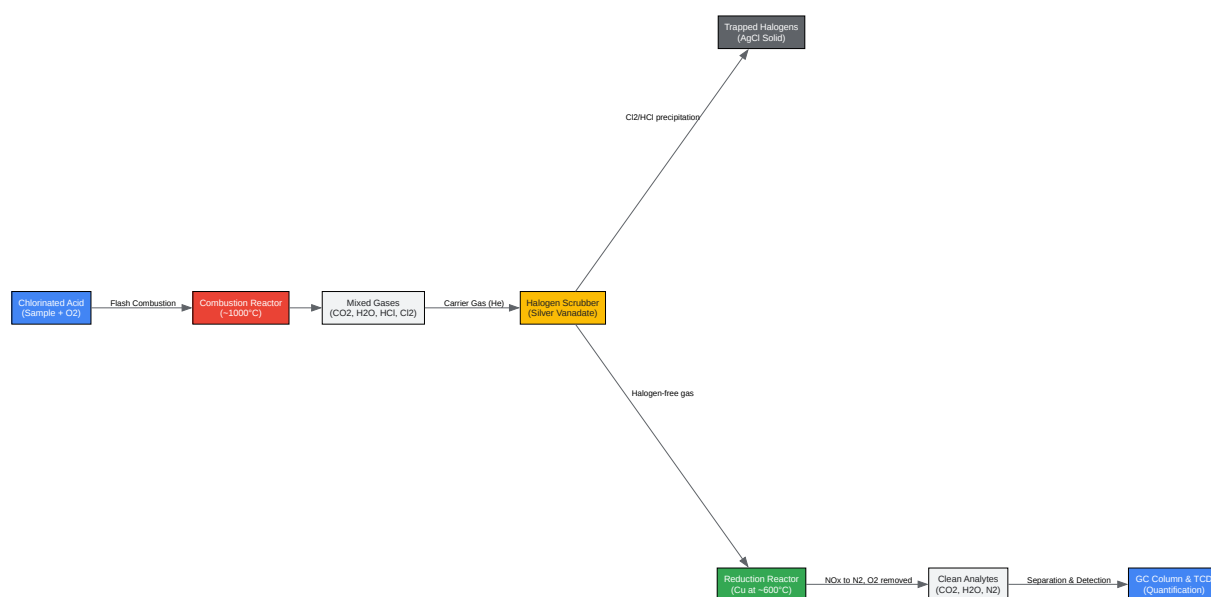 Trapped Halogens
(AgCl Solid)
Cl2/HCl precipitation
Chlorinated Acid
(Sample + O2)
Flash Combustion
Combustion Reactor
(~1000°C)
Mixed Gases
(CO2, H2O, HCl, Cl2)
Carrier Gas (He)
Halogen Scrubber
(Silver Vanadate)
Halogen-free gas
Reduction Reactor
(Cu at ~600°C)
NOx to N2, O2 removed
Clean Analytes
(CO2, H2O, N2)
Separation & Detection
GC Column & TCD
(Quantification)